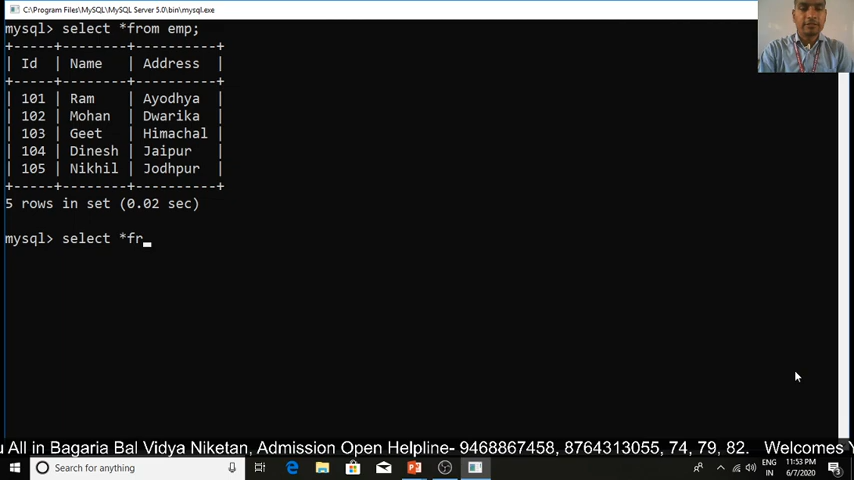 C:\Program Files\MySQL\MySQL Server 5.0\bin\mysql.exe
mysql> select *from emp;
+-----+--------+----------+
| Id  | Name   | Address  |
+-----+--------+----------+
| 101 | Ram    | Ayodhya  |
| 102 | Mohan  | Dwarika  |
| 103 | Geet   | Himachal |
| 104 | Dinesh | Jaipur   |
| 105 | Nikhil | Jodhpur  |
+-----+--------+----------+
5 rows in set (0.02 sec)
mysql> select *fr_
u All in Bagaria Bal Vidya Niketan, Admission Open Helpline- 9468867458, 8764313055, 74, 79, 82.   Welcomes Y
Search for anything
ENG
IN
11:53 PM
6/7/2020
3